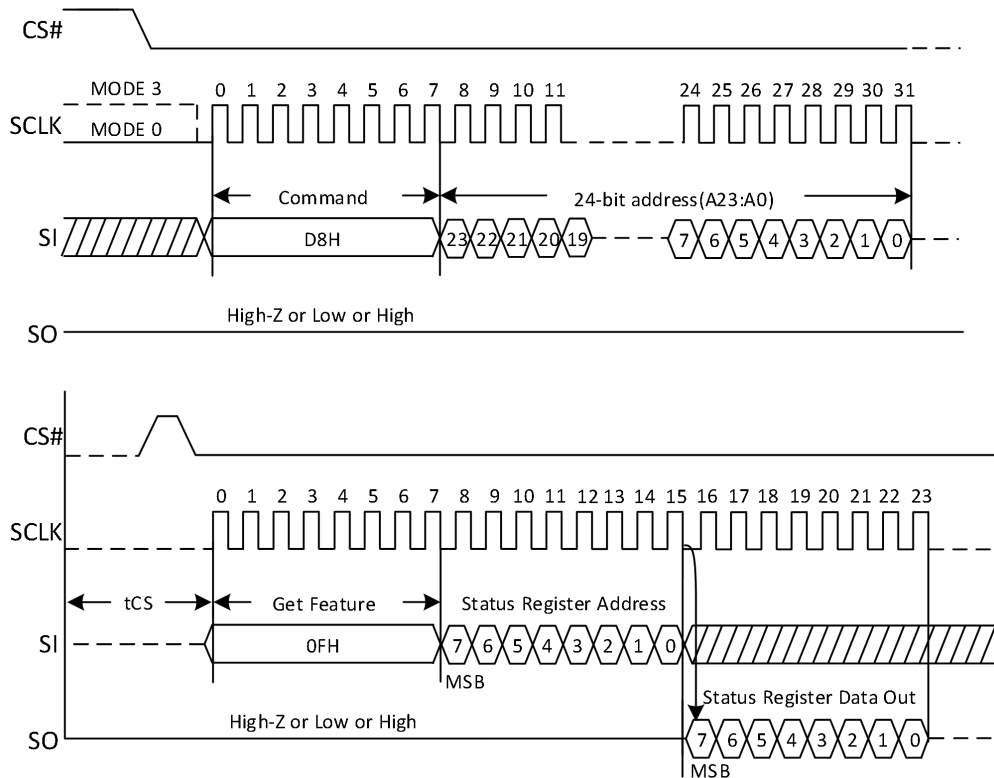 CS#
MODE 3
MODE 0
SCLK
0 1 2 3 4 5 6 7 8 9 10 11 24 25 26 27 28 29 30 31
Command 24-bit address(A23:A0)
SI D8H 23 22 21 20 19 7 6 5 4 3 2 1 0
High-Z or Low or High
SO
CS#
0 1 2 3 4 5 6 7 8 9 10 11 12 13 14 15 16 17 18 19 20 21 22 23
SCLK
tCS Get Feature Status Register Address
SI 0FH 7 6 5 4 3 2 1 0
MSB
Status Register Data Out
High-Z or Low or High
SO 7 6 5 4 3 2 1 0
MSB